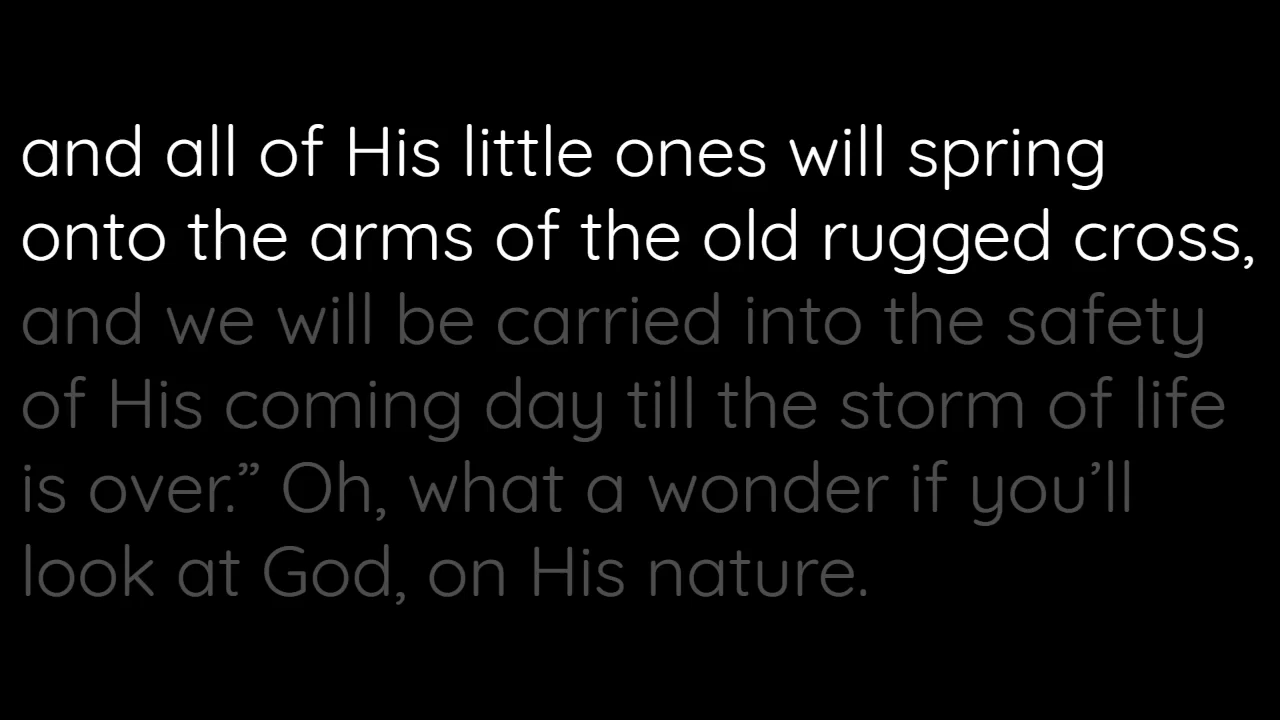 and all of His little ones will spring
onto the arms of the old rugged cross,
and we will be carried into the safety
of His coming day till the storm of life
is over.” Oh, what a wonder if you’ll
look at God, on His nature.